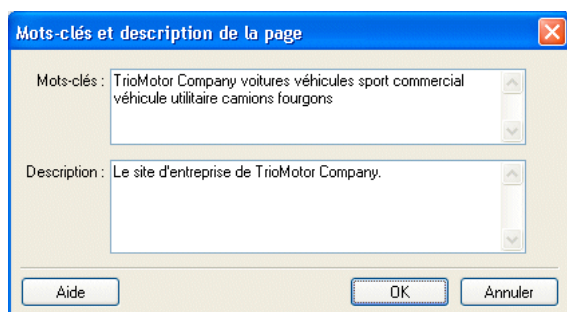 Mots-clés et description de la page
Mots-clés : TrioMotor Company voitures véhicules sport commercial
véhicule utilitaire camions fourgons
Description : Le site d'entreprise de TrioMotor Company.
Aide OK Annuler